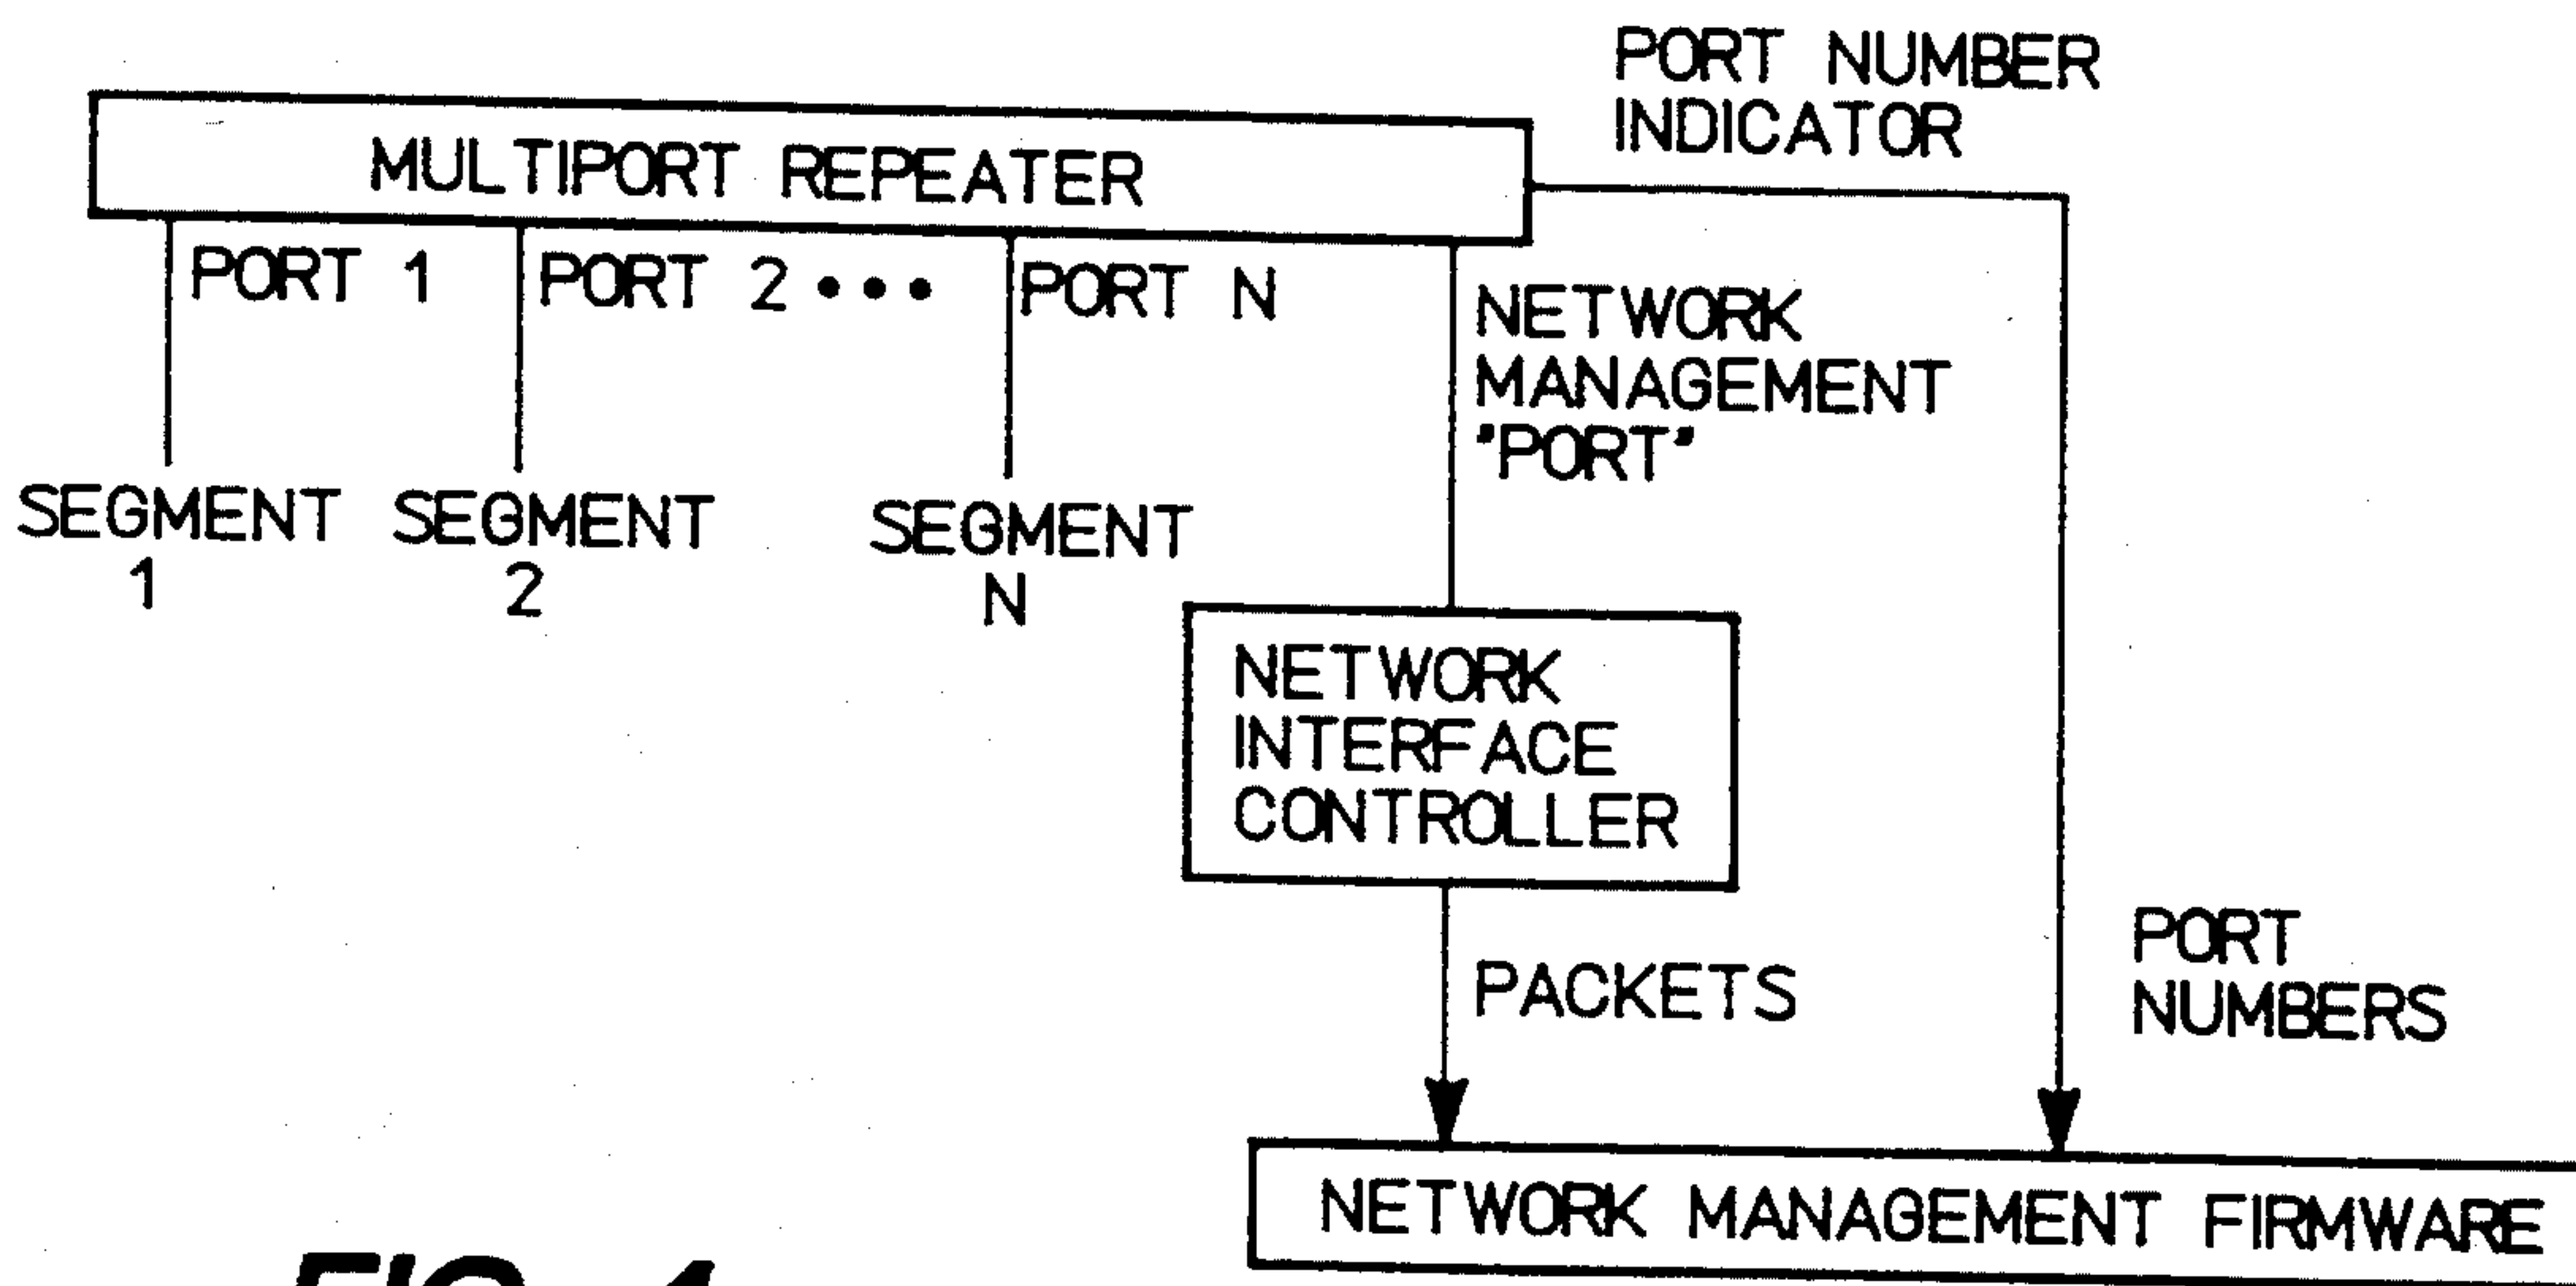 PORT NUMBER
INDICATOR
MULTIPORT REPEATER
PORT 1
PORT 2 • • •
PORT N
NETWORK
MANAGEMENT
"PORT"
SEGMENT
1
SEGMENT
2
SEGMENT
N
NETWORK
INTERFACE
CONTROLLER
PACKETS
PORT
NUMBERS
NETWORK MANAGEMENT FIRMWARE